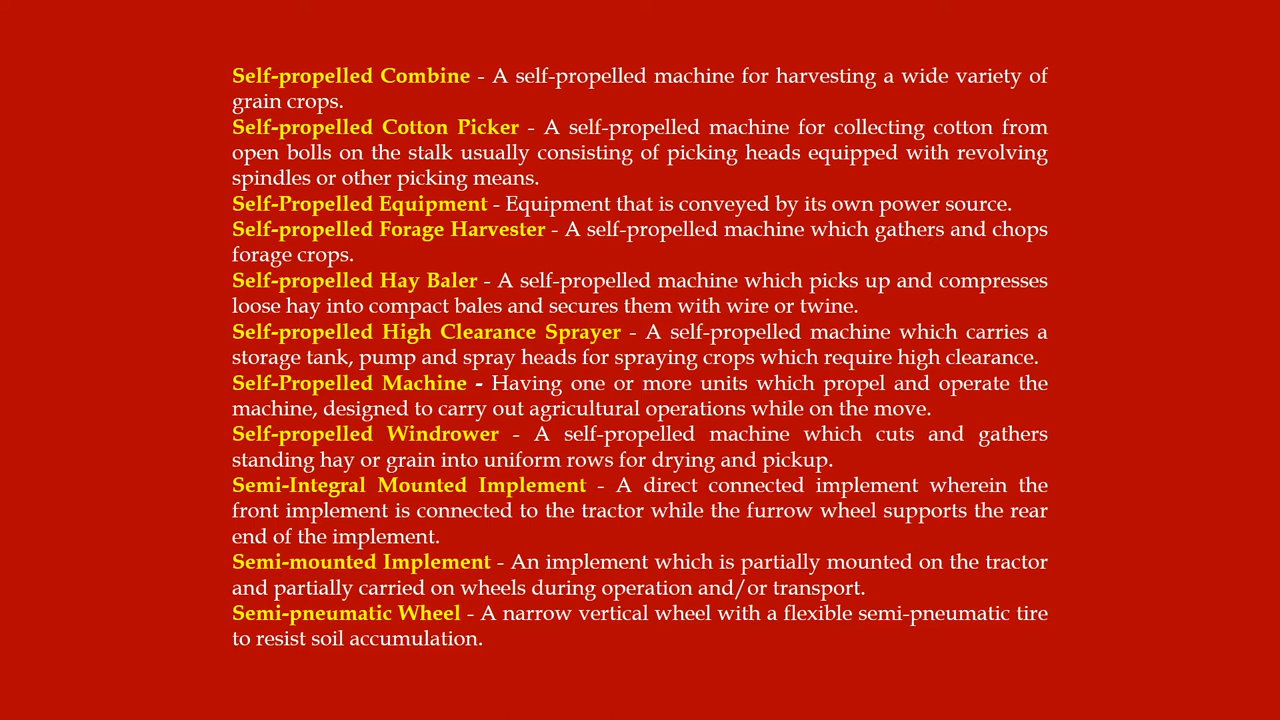 Self-propelled Combine - A self-propelled machine for harvesting a wide variety of
grain crops.
Self-propelled Cotton Picker - A self-propelled machine for collecting cotton from
open bolls on the stalk usually consisting of picking heads equipped with revolving
spindles or other picking means.
Self-Propelled Equipment - Equipment that is conveyed by its own power source.
Self-propelled Forage Harvester - A self-propelled machine which gathers and chops
forage crops.
Self-propelled Hay Baler - A self-propelled machine which picks up and compresses
loose hay into compact bales and secures them with wire or twine.
Self-propelled High Clearance Sprayer - A self-propelled machine which carries a
storage tank, pump and spray heads for spraying crops which require high clearance.
Self-Propelled Machine - Having one or more units which propel and operate the
machine, designed to carry out agricultural operations while on the move.
Self-propelled Windrower - A self-propelled machine which cuts and gathers
standing hay or grain into uniform rows for drying and pickup.
Semi-Integral Mounted Implement - A direct connected implement wherein the
front implement is connected to the tractor while the furrow wheel supports the rear
end of the implement.
Semi-mounted Implement - An implement which is partially mounted on the tractor
and partially carried on wheels during operation and/or transport.
Semi-pneumatic Wheel - A narrow vertical wheel with a flexible semi-pneumatic tire
to resist soil accumulation.